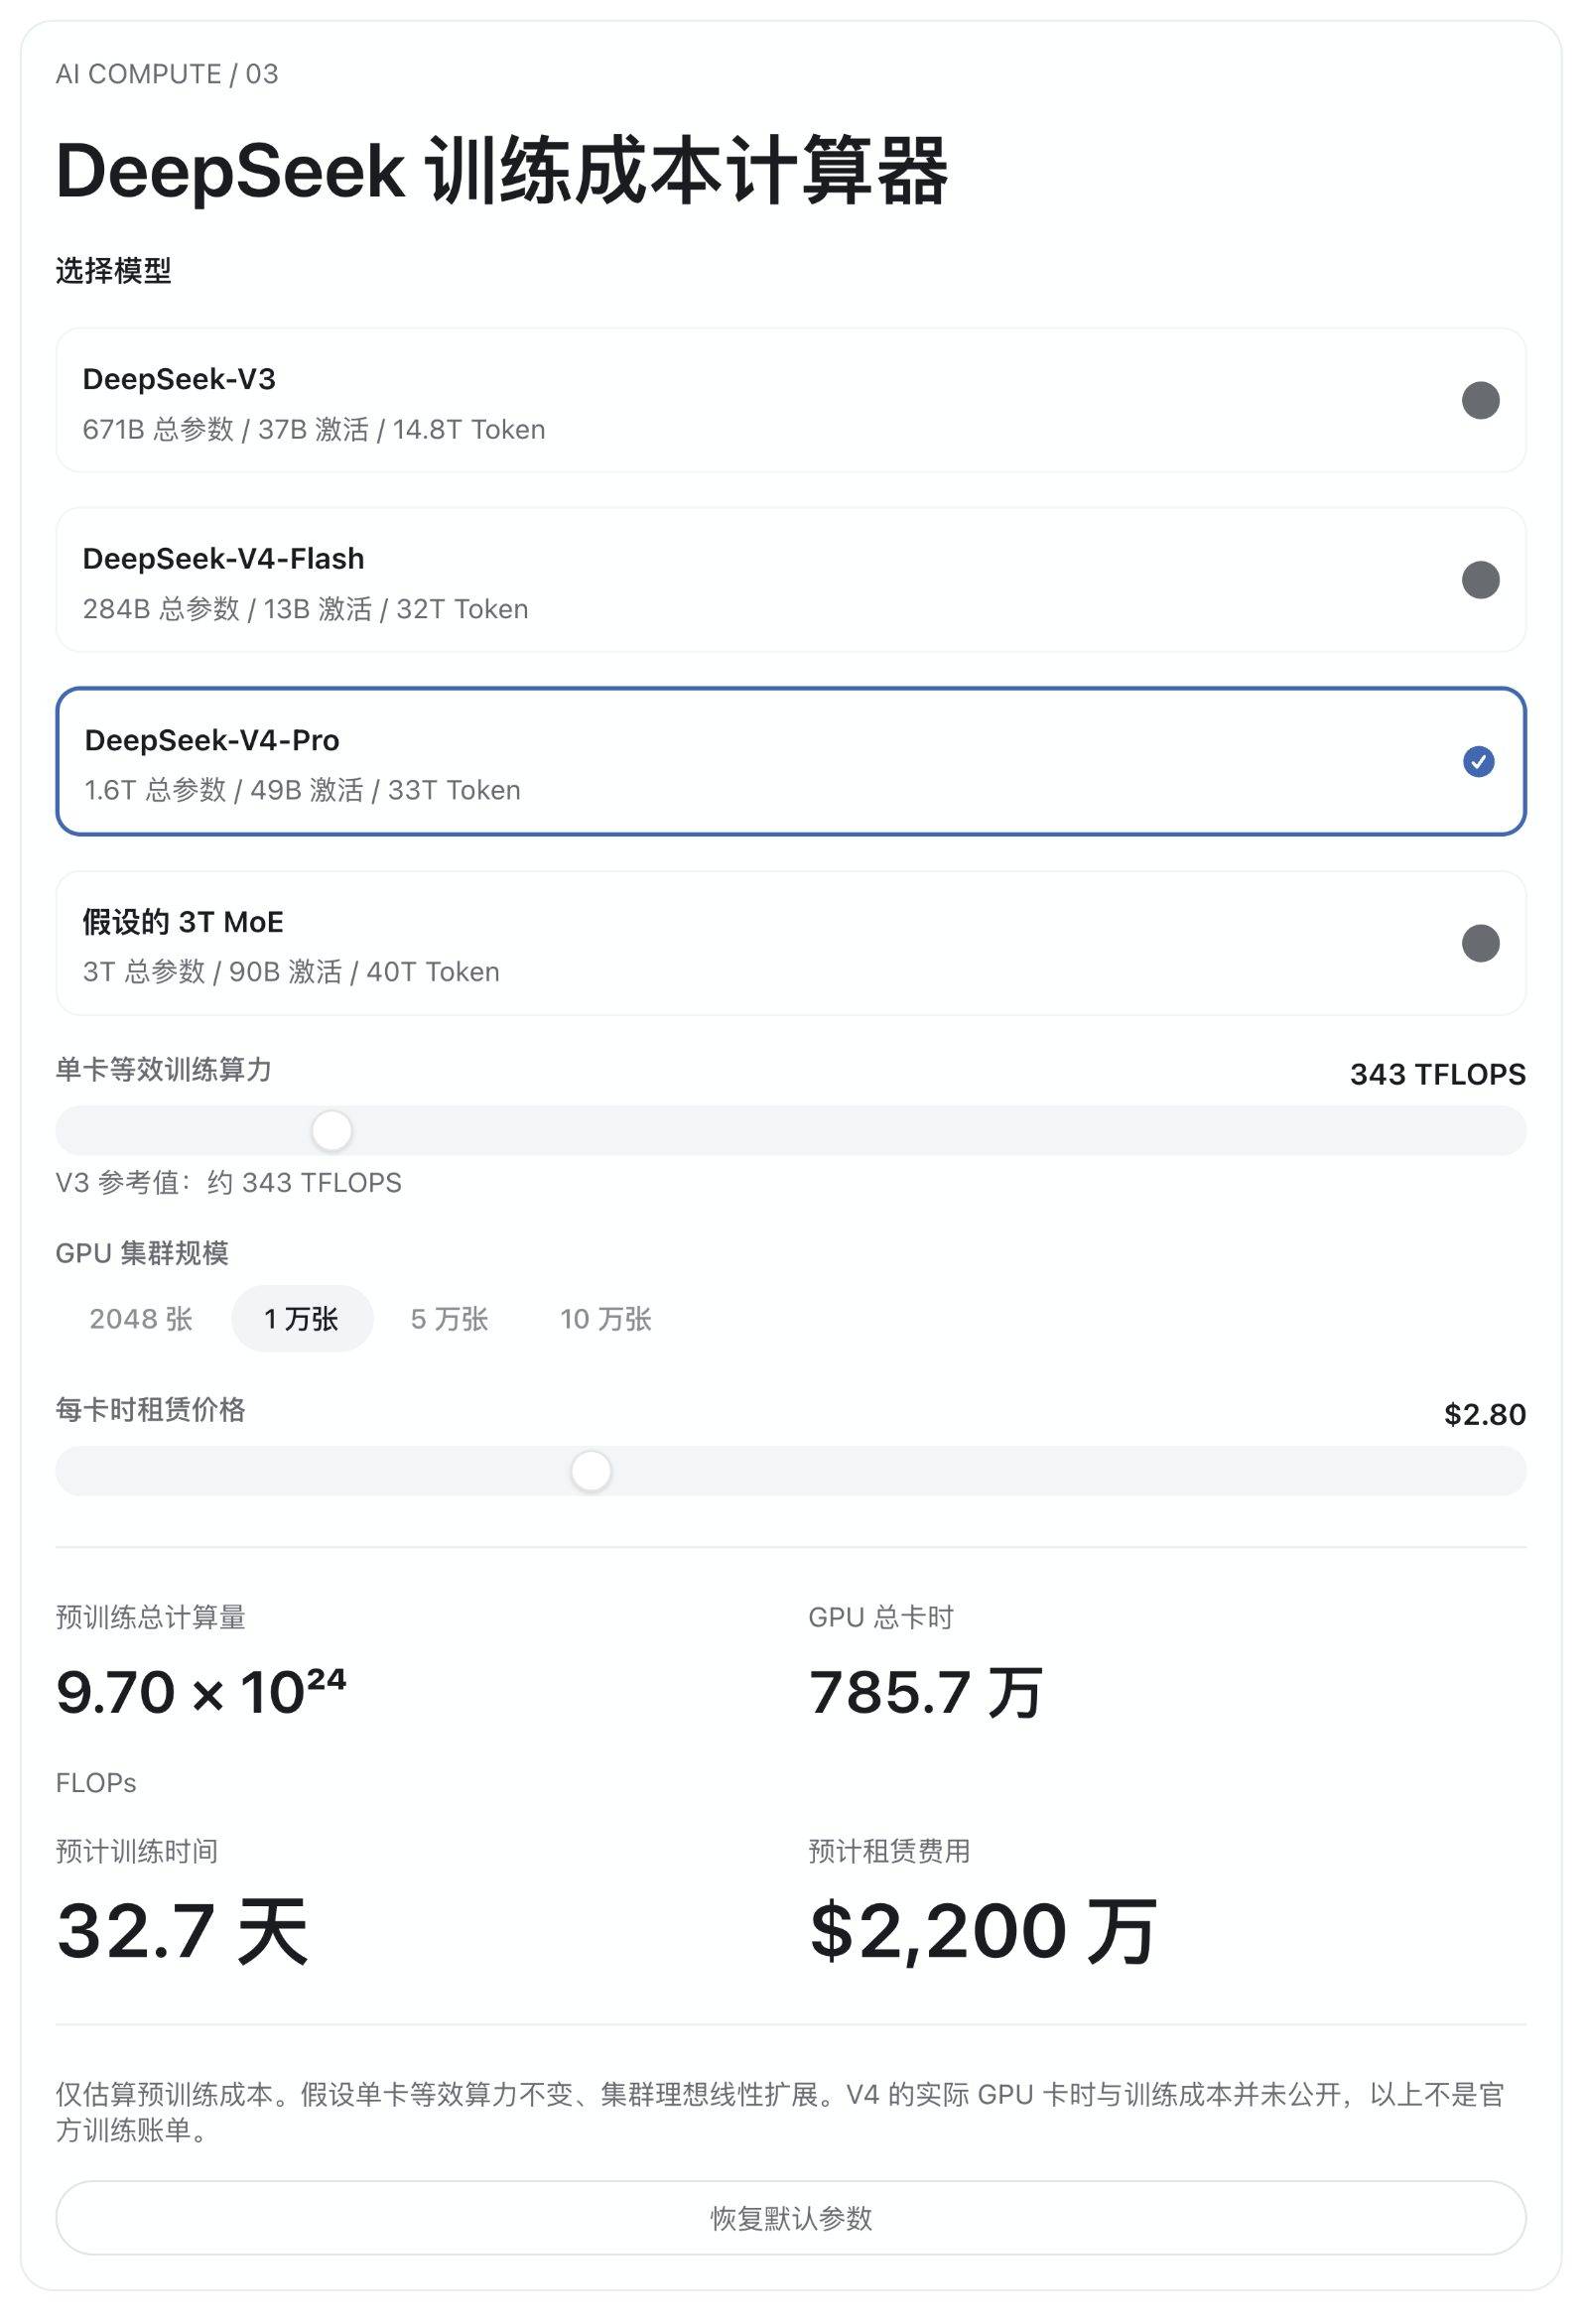 AI COMPUTE / 03
DeepSeek 训练成本计算器
选择模型
DeepSeek-V3
671B 总参数 / 37B 激活 / 14.8T Token
DeepSeek-V4-Flash
284B 总参数 / 13B 激活 / 32T Token
DeepSeek-V4-Pro
1.6T 总参数 / 49B 激活 / 33T Token
假设的 3T MoE
3T 总参数 / 90B 激活 / 40T Token
单卡等效训练算力
343 TFLOPS
V3 参考值：约 343 TFLOPS
GPU 集群规模
2048 张 1 万张 5 万张 10 万张
每卡时租赁价格
$2.80
预训练总计算量
9.70 × 10²⁴
FLOPs
GPU 总卡时
785.7 万
预计训练时间
32.7 天
预计租赁费用
$2,200 万
仅估算预训练成本。假设单卡等效算力不变、集群理想线性扩展。V4 的实际 GPU 卡时与训练成本并未公开，以上不是官
方训练账单。
恢复默认参数